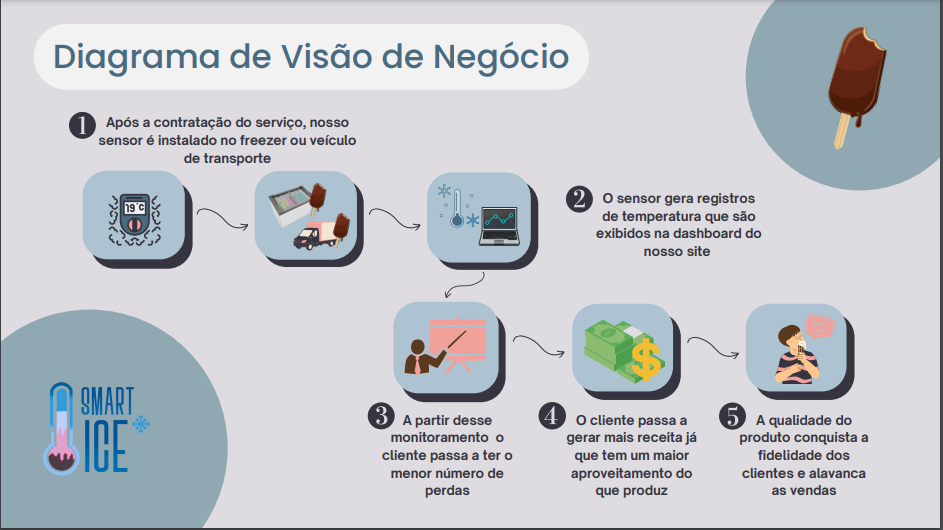 Diagrama de Visão de Negócio
1
Após a contratação do serviço, nosso
sensor é instalado no freezer ou veículo
de transporte
19°C
2
O sensor gera registros
de temperatura que são
exibidos na dashboard do
nosso site
3
A partir desse
monitoramento o
cliente passa a ter o
menor número de
perdas
4
O cliente passa a
gerar mais receita já
que tem um maior
aproveitamento do
que produz
5
A qualidade do
produto conquista a
fidelidade dos
clientes e alavanca
as vendas
SMART
ICE